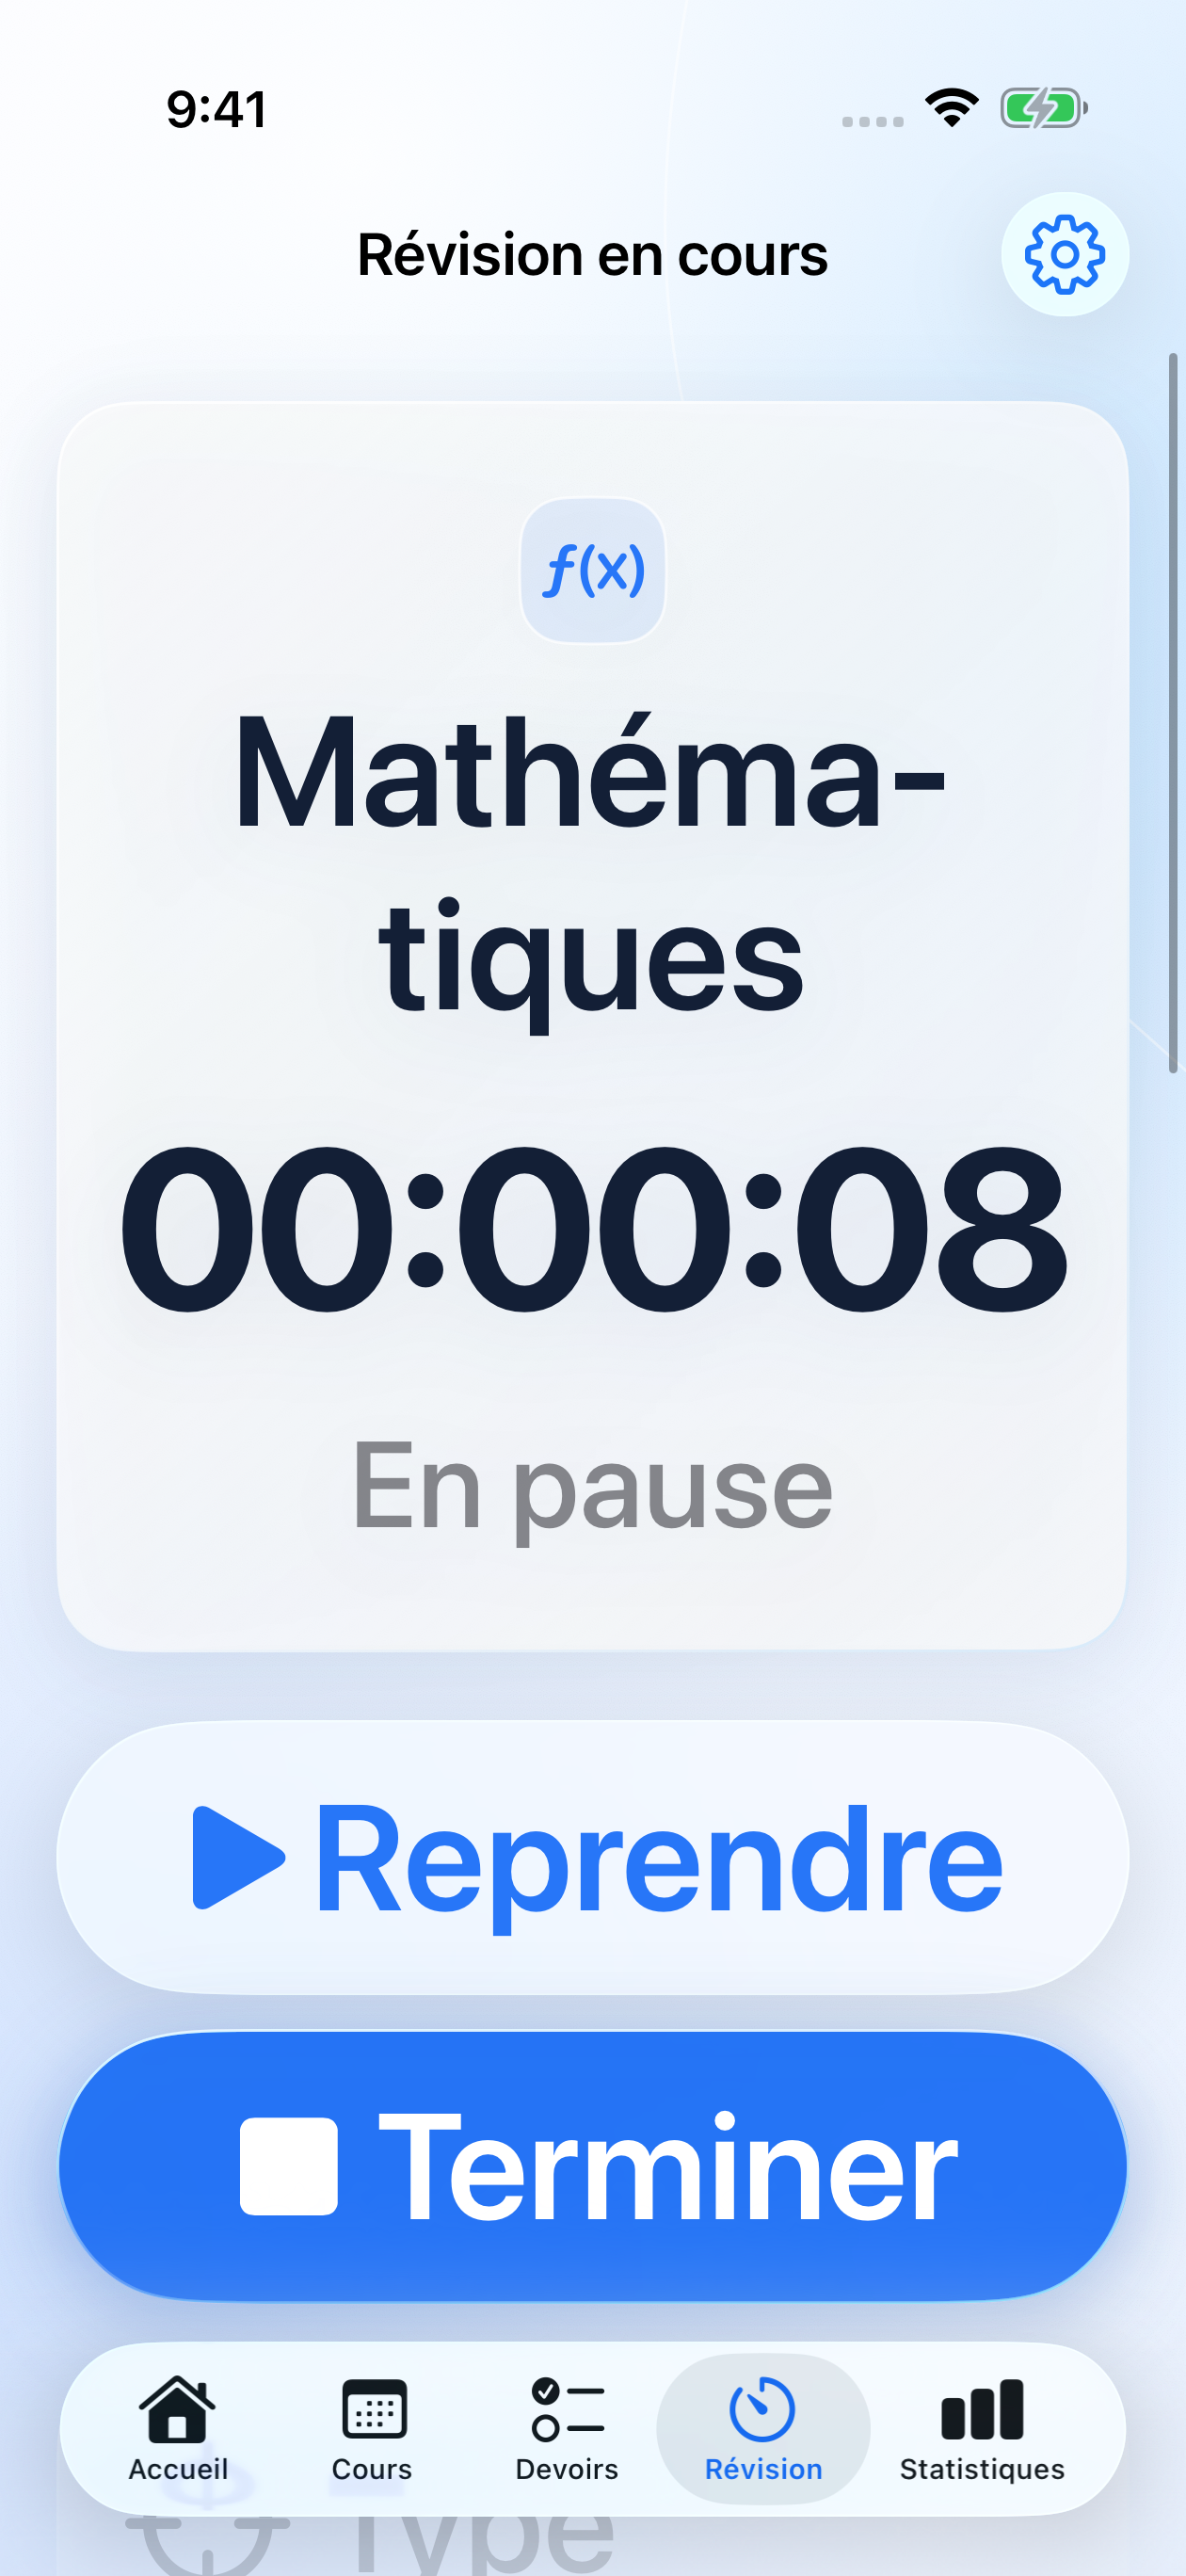 9:41
Révision en cours
ƒ(x)
Mathéma-
tiques
00:00:08
En pause
Reprendre
Terminer
Accueil
Cours
Devoirs
Révision
Statistiques
Type